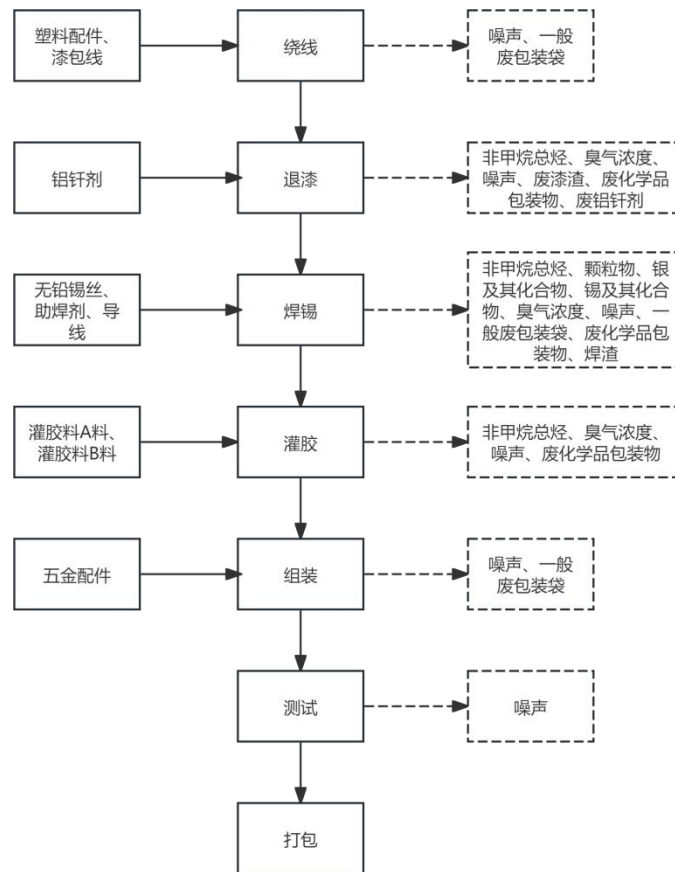 塑料配件、
漆包线
绕线
噪声、一般
废包装袋
铝钎剂
退漆
非甲烷总烃、臭气浓度、
噪声、废漆渣、废化学品
包装物、废铝钎剂
无铅锡丝、
助焊剂、导
线
焊锡
非甲烷总烃、颗粒物、银
及其化合物、锡及其化合
物、臭气浓度、噪声、一
般废包装袋、废化学品包
装物、焊渣
灌胶料A料、
灌胶料B料
灌胶
非甲烷总烃、臭气浓度、
噪声、废化学品包装物
五金配件
组装
噪声、一般
废包装袋
测试
噪声
打包